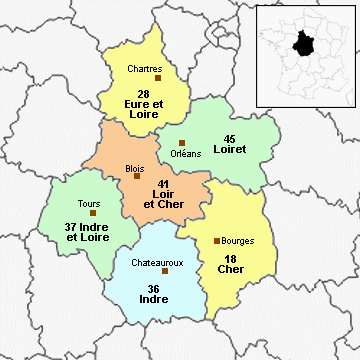 Chartres
28
Eure et
Loire
45
Loiret
Orléans
Blois
41
Loir
et Cher
Tours
37 Indre
et Loire
Bourges
18
Cher
Chateauroux
36
Indre